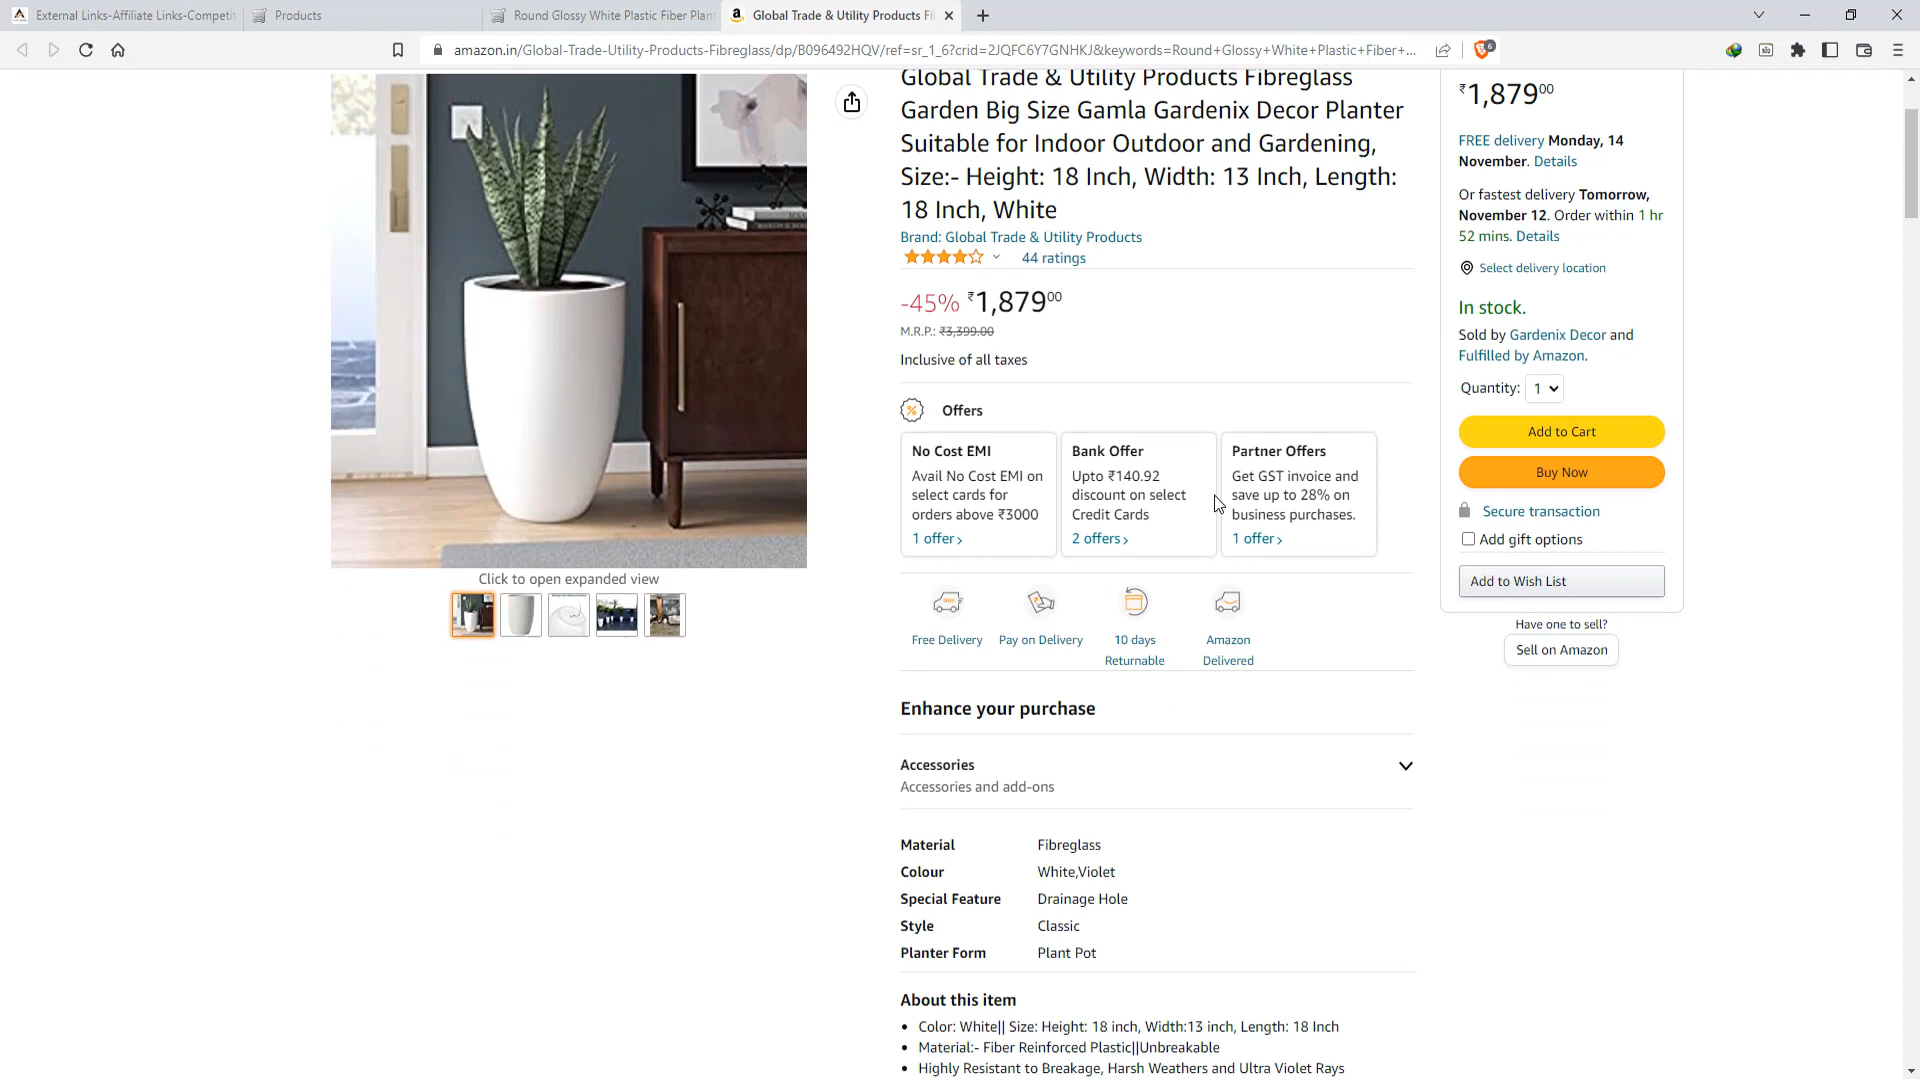 External Links-Affiliate Links-Competit
Products
Round Glossy White Plastic Fiber Plan
Global Trade & Utility Products Fi
amazon.in/Global-Trade-Utility-Products-Fibreglass/dp/B096492HQV/ref=sr_1_6?crid=2JQFC6Y7GNHKJ&keywords=Round+Glossy+White+Plastic+Fiber+...
6
Global Trade & Utility Products Fibreglass
Garden Big Size Gamla Gardenix Decor Planter
Suitable for Indoor Outdoor and Gardening,
Size:- Height: 18 Inch, Width: 13 Inch, Length:
18 Inch, White
Brand: Global Trade & Utility Products
44 ratings
-45% ₹1,87900
M.R.P.: ₹3,399.00
Inclusive of all taxes
Offers
No Cost EMI
Avail No Cost EMI on
select cards for
orders above ₹3000
1 offer
Bank Offer
Upto ₹140.92
discount on select
Credit Cards
2 offers
Partner Offers
Get GST invoice and
save up to 28% on
business purchases.
1 offer
Free Delivery
Pay on Delivery
10 days
Returnable
Amazon
Delivered
Enhance your purchase
Accessories
Accessories and add-ons
Material Fibreglass
Colour White,Violet
Special Feature Drainage Hole
Style Classic
Planter Form Plant Pot
About this item
• Color: White|| Size: Height: 18 inch, Width:13 inch, Length: 18 Inch
• Material:- Fiber Reinforced Plastic||Unbreakable
• Highly Resistant to Breakage, Harsh Weathers and Ultra Violet Rays
Click to open expanded view
₹1,87900
FREE delivery Monday, 14
November. Details
Or fastest delivery Tomorrow,
November 12. Order within 1 hr
52 mins. Details
Select delivery location
In stock.
Sold by Gardenix Decor and
Fulfilled by Amazon.
Quantity: 1
Add to Cart
Buy Now
Secure transaction
Add gift options
Add to Wish List
Have one to sell?
Sell on Amazon